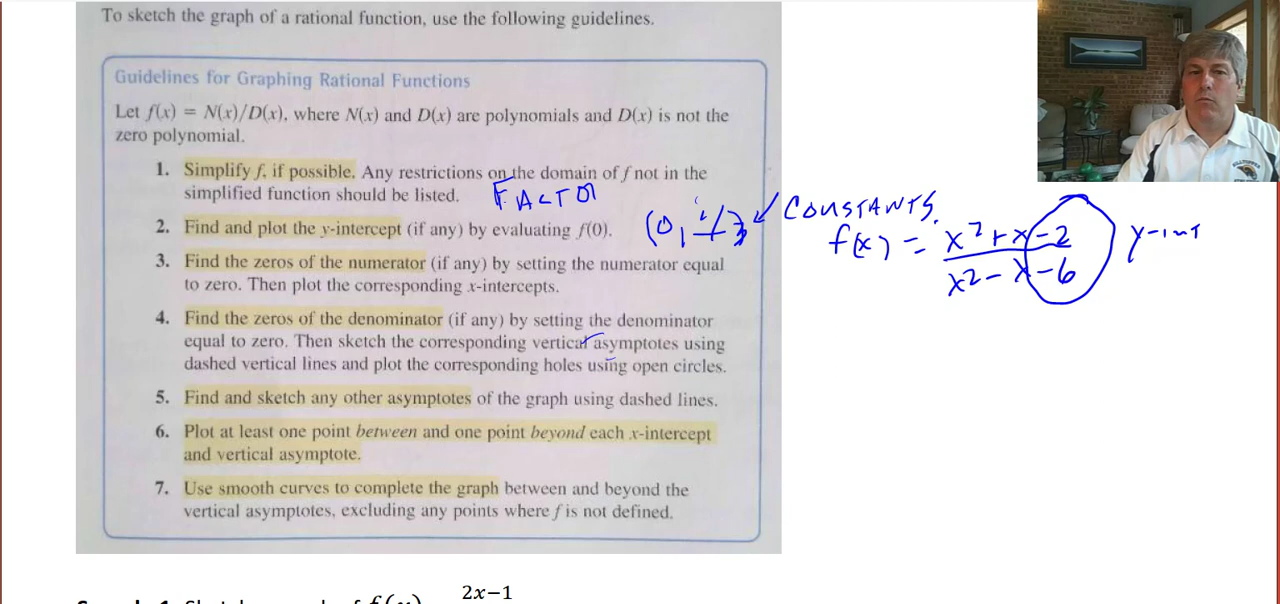 To sketch the graph of a rational function, use the following guidelines.
Guidelines for Graphing Rational Functions
Let f(x) = N(x)/D(x), where N(x) and D(x) are polynomials and D(x) is not the
zero polynomial.
1. Simplify f, if possible. Any restrictions on the domain of f not in the
simplified function should be listed.
FACTOR
2. Find and plot the y-intercept (if any) by evaluating f(0).
(0, 1/3)
CONSTANTS.
f(x) = x²+x-2
x2-x-6
y-int
3. Find the zeros of the numerator (if any) by setting the numerator equal
to zero. Then plot the corresponding x-intercepts.
4. Find the zeros of the denominator (if any) by setting the denominator
equal to zero. Then sketch the corresponding vertical asymptotes using
dashed vertical lines and plot the corresponding holes using open circles.
5. Find and sketch any other asymptotes of the graph using dashed lines.
6. Plot at least one point between and one point beyond each x-intercept
and vertical asymptote.
7. Use smooth curves to complete the graph between and beyond the
vertical asymptotes, excluding any points where f is not defined.
2x−1